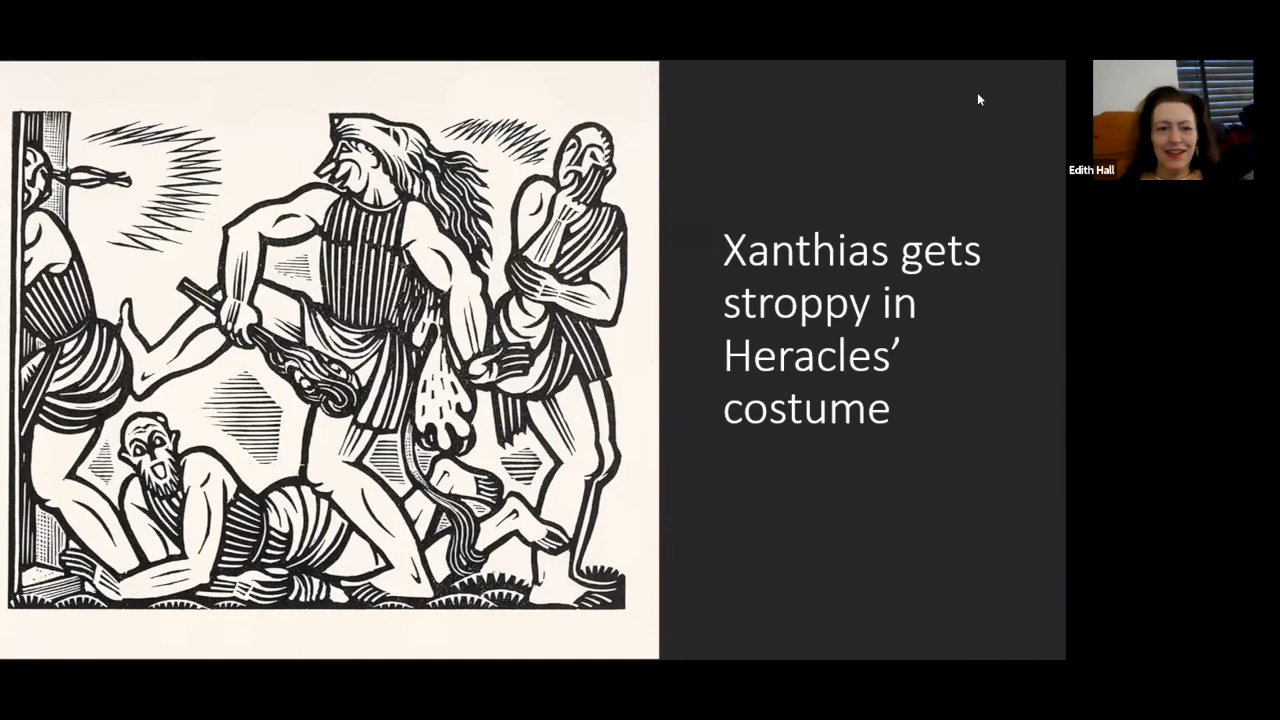 Xanthias gets
stroppy in
Heracles’
costume
Edith Hall